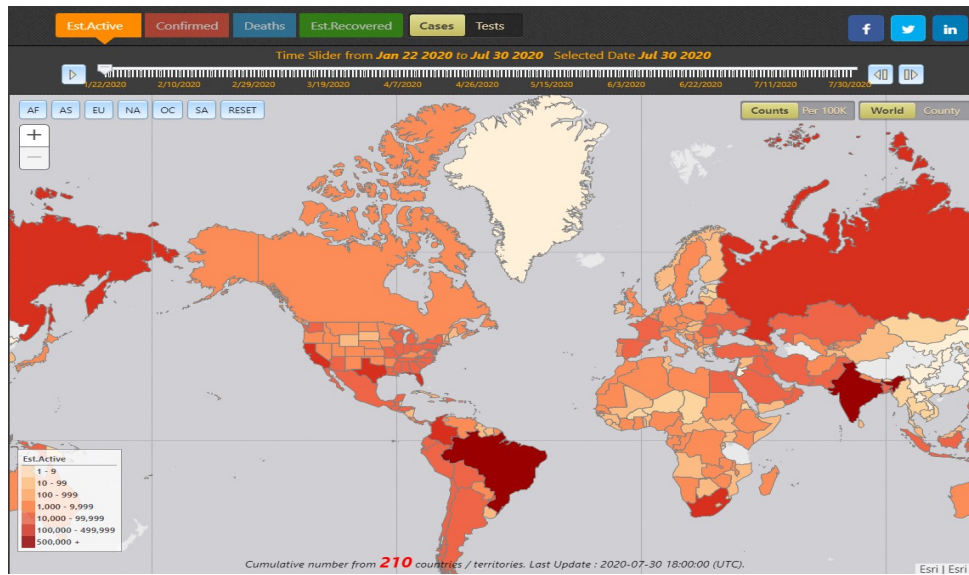 Est.Active Confirmed Deaths Est.Recovered Cases Tests
Time Slider from Jan 22 2020 to Jul 30 2020 Selected Date Jul 30 2020
1/22/2020 2/10/2020 2/29/2020 3/19/2020 4/7/2020 4/26/2020 5/15/2020 6/3/2020 6/22/2020 7/11/2020 7/30/2020
AF AS EU NA OC SA RESET Counts Per 100K World County
+
−
Est.Active
1 - 9
10 - 99
100 - 999
1,000 - 9,999
10,000 - 99,999
100,000 - 499,999
500,000 +
Cumulative number from 210 countries / territories. Last Update : 2020-07-30 18:00:00 (UTC).
Esri | Esri